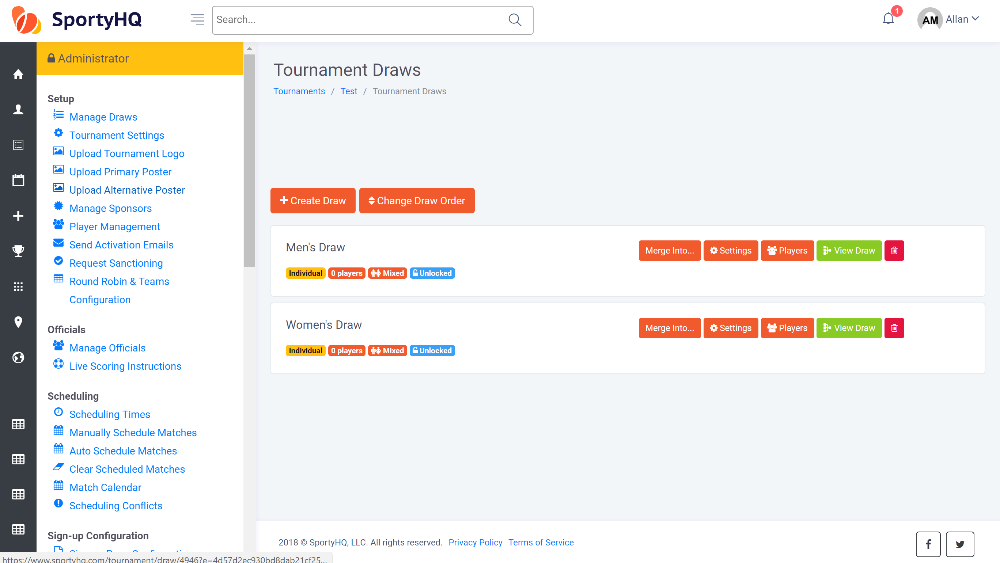 SportyHQ
Search...
1
AM Allan
Administrator
Setup
Manage Draws
Tournament Settings
Upload Tournament Logo
Upload Primary Poster
Upload Alternative Poster
Manage Sponsors
Player Management
Send Activation Emails
Request Sanctioning
Round Robin & Teams
Configuration
Officials
Manage Officials
Live Scoring Instructions
Scheduling
Scheduling Times
Manually Schedule Matches
Auto Schedule Matches
Clear Scheduled Matches
Match Calendar
Scheduling Conflicts
Sign-up Configuration
Tournament Draws
Tournaments / Test / Tournament Draws
Create Draw Change Draw Order
Men's Draw
Merge Into... Settings Players View Draw
Individual 0 players Mixed Unlocked
Women's Draw
Merge Into... Settings Players View Draw
Individual 0 players Mixed Unlocked
2018 © SportyHQ, LLC. All rights reserved. Privacy Policy Terms of Service
https://www.sportyhq.com/tournament/draw/4946?e=4d57d2ec930bd8dab21cf25...